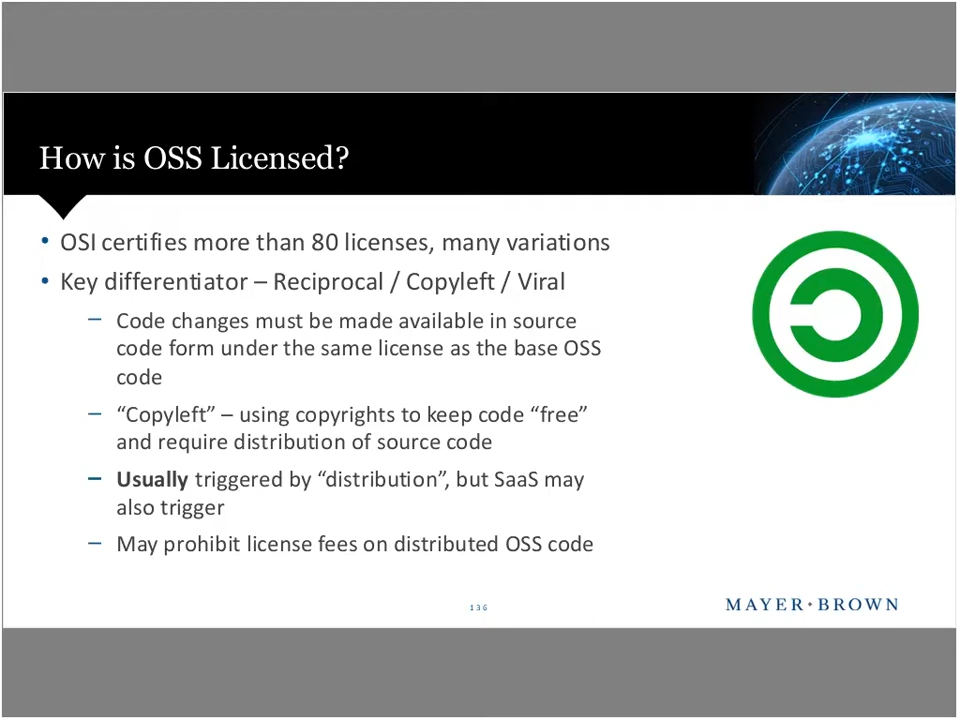 How is OSS Licensed?
• OSI certifies more than 80 licenses, many variations
• Key differentiator – Reciprocal / Copyleft / Viral
– Code changes must be made available in source
code form under the same license as the base OSS
code
– “Copyleft” – using copyrights to keep code “free”
and require distribution of source code
– Usually triggered by “distribution”, but SaaS may
also trigger
– May prohibit license fees on distributed OSS code
136
MAYER•BROWN